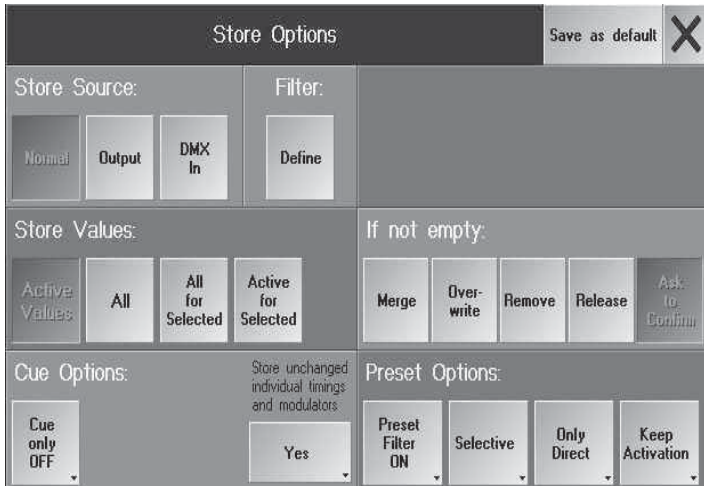 Store Options
Save as default
Store Source:
Filter:
Normal
Output
DMX
In
Define
Store Values:
If not empty:
Active
Values
All
All
for
Selected
Active
for
Selected
Merge
Over-
write
Remove
Release
Ask
to
Confirm
Cue Options:
Store unchanged
individual timings
and modulators
Preset Options:
Cue
only
OFF
Yes
Preset
Filter
ON
Selective
Only
Direct
Keep
Activation